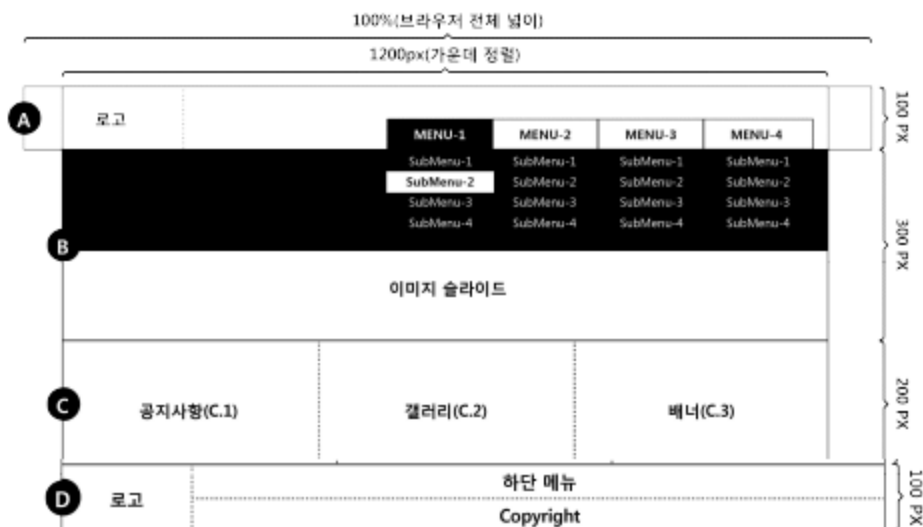 100%(브라우저 전체 넓이)
1200px(가운데 정렬)
A
로고
100 PX
MENU-1 MENU-2 MENU-3 MENU-4
SubMenu-1 SubMenu-1 SubMenu-1 SubMenu-1
SubMenu-2 SubMenu-2 SubMenu-2 SubMenu-2
SubMenu-3 SubMenu-3 SubMenu-3 SubMenu-3
SubMenu-4 SubMenu-4 SubMenu-4 SubMenu-4
B
300 PX
이미지 슬라이드
C
공지사항(C.1) 갤러리(C.2) 배너(C.3)
200 PX
D
로고
하단 메뉴
100 PX
Copyright